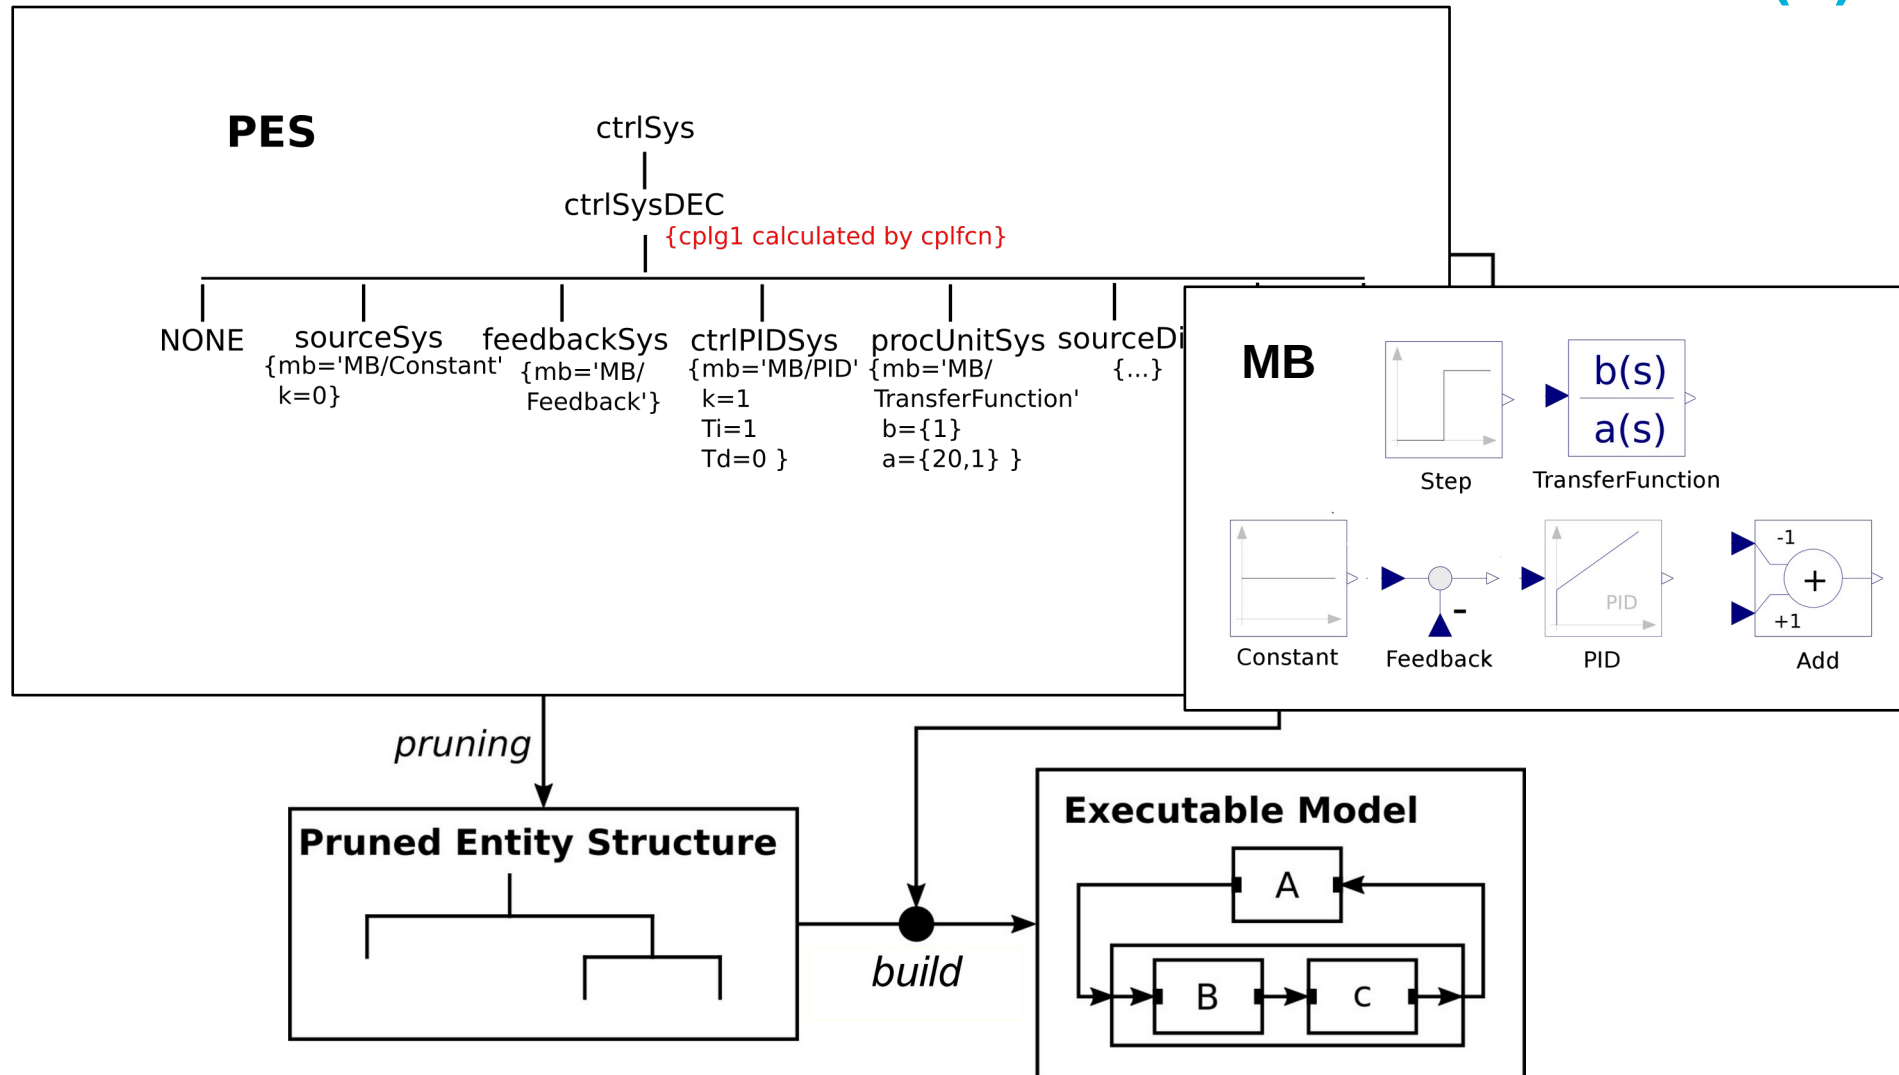 PES
ctrlSys
ctrlSysDEC
{cplg1 calculated by cplfcn}
NONE
sourceSys
{mb='MB/Constant'
k=0}
feedbackSys
{mb='MB/
Feedback'}
ctrlPIDSys
{mb='MB/PID'
k=1
Ti=1
Td=0 }
procUnitSys
{mb='MB/
TransferFunction'
b={1}
a={20,1} }
sourceDi
{...}
MB
Step
b(s)
a(s)
TransferFunction
Constant
-
Feedback
PID
PID
-1
+
+1
Add
pruning
Pruned Entity Structure
build
Executable Model
A
B
c